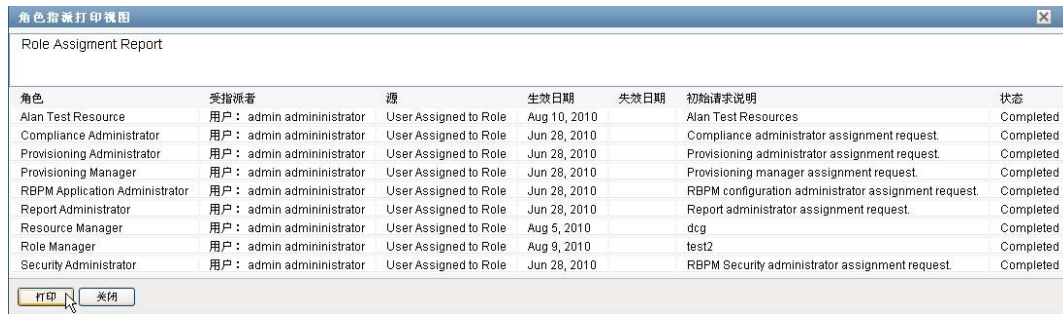 角色指派打印视图
Role Assigment Report
角色 受指派者 源 生效日期 失效日期 初始请求说明 状态
Alan Test Resource 用户： admin admininistrator User Assigned to Role Aug 10, 2010 Alan Test Resources Completed
Compliance Administrator 用户： admin admininistrator User Assigned to Role Jun 28, 2010 Compliance administrator assignment request. Completed
Provisioning Administrator 用户： admin admininistrator User Assigned to Role Jun 28, 2010 Provisioning administrator assignment request. Completed
Provisioning Manager 用户： admin admininistrator User Assigned to Role Jun 28, 2010 Provisioning manager assignment request. Completed
RBPM Application Administrator 用户： admin admininistrator User Assigned to Role Jun 28, 2010 RBPM configuration administrator assignment request. Completed
Report Administrator 用户： admin admininistrator User Assigned to Role Jun 28, 2010 Report administrator assignment request. Completed
Resource Manager 用户： admin admininistrator User Assigned to Role Aug 5, 2010 dcg Completed
Role Manager 用户： admin admininistrator User Assigned to Role Aug 9, 2010 test2 Completed
Security Administrator 用户： admin admininistrator User Assigned to Role Jun 28, 2010 RBPM Security administrator assignment request. Completed
打印 关闭